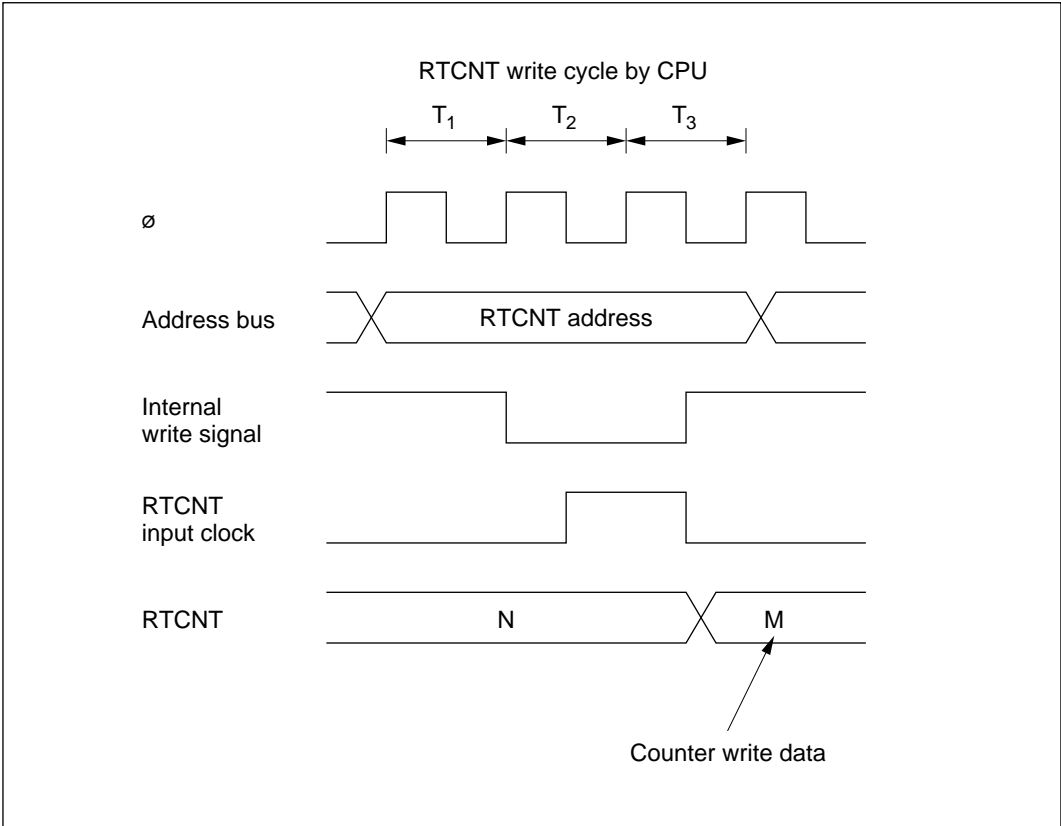 RTCNT write cycle by CPU
T1 T2 T3
ø
Address bus
RTCNT address
Internal
write signal
RTCNT
input clock
RTCNT
N
M
Counter write data